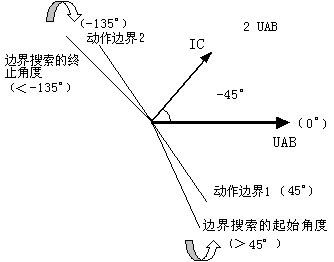 (-135°)
动作边界2
2 UAB
IC
边界搜索的终
止角度
(＜-135°)
-45°
(0°)
UAB
动作边界1 (45°)
边界搜索的起始角度
(＞45°)